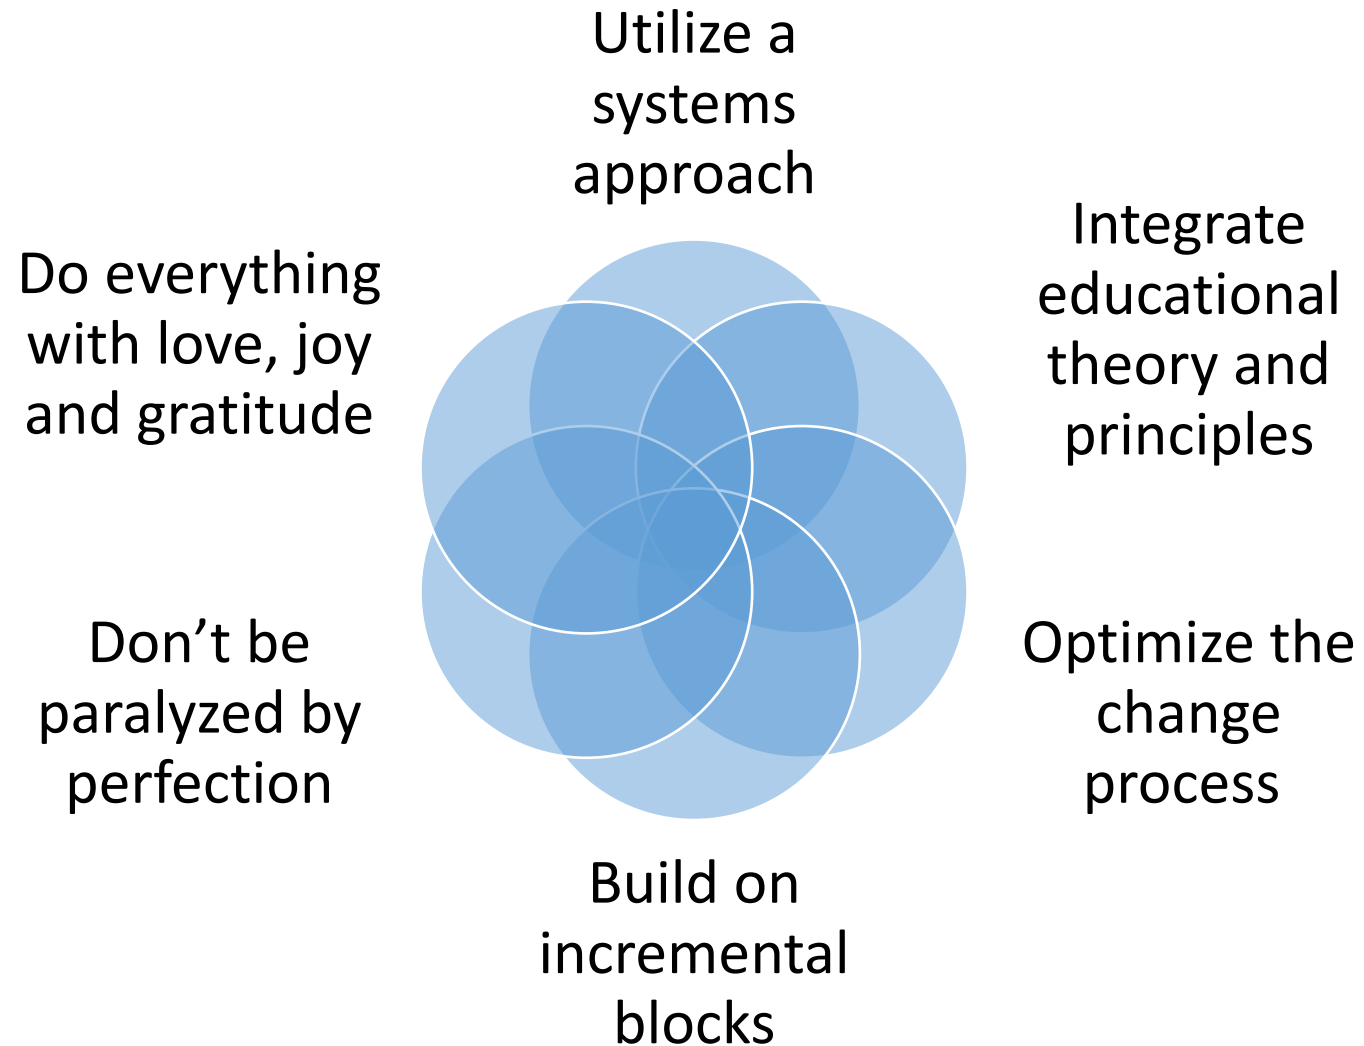 Utilize a
systems
approach
Integrate
educational
theory and
principles
Optimize the
change
process
Build on
incremental
blocks
Don’t be
paralyzed by
perfection
Do everything
with love, joy
and gratitude